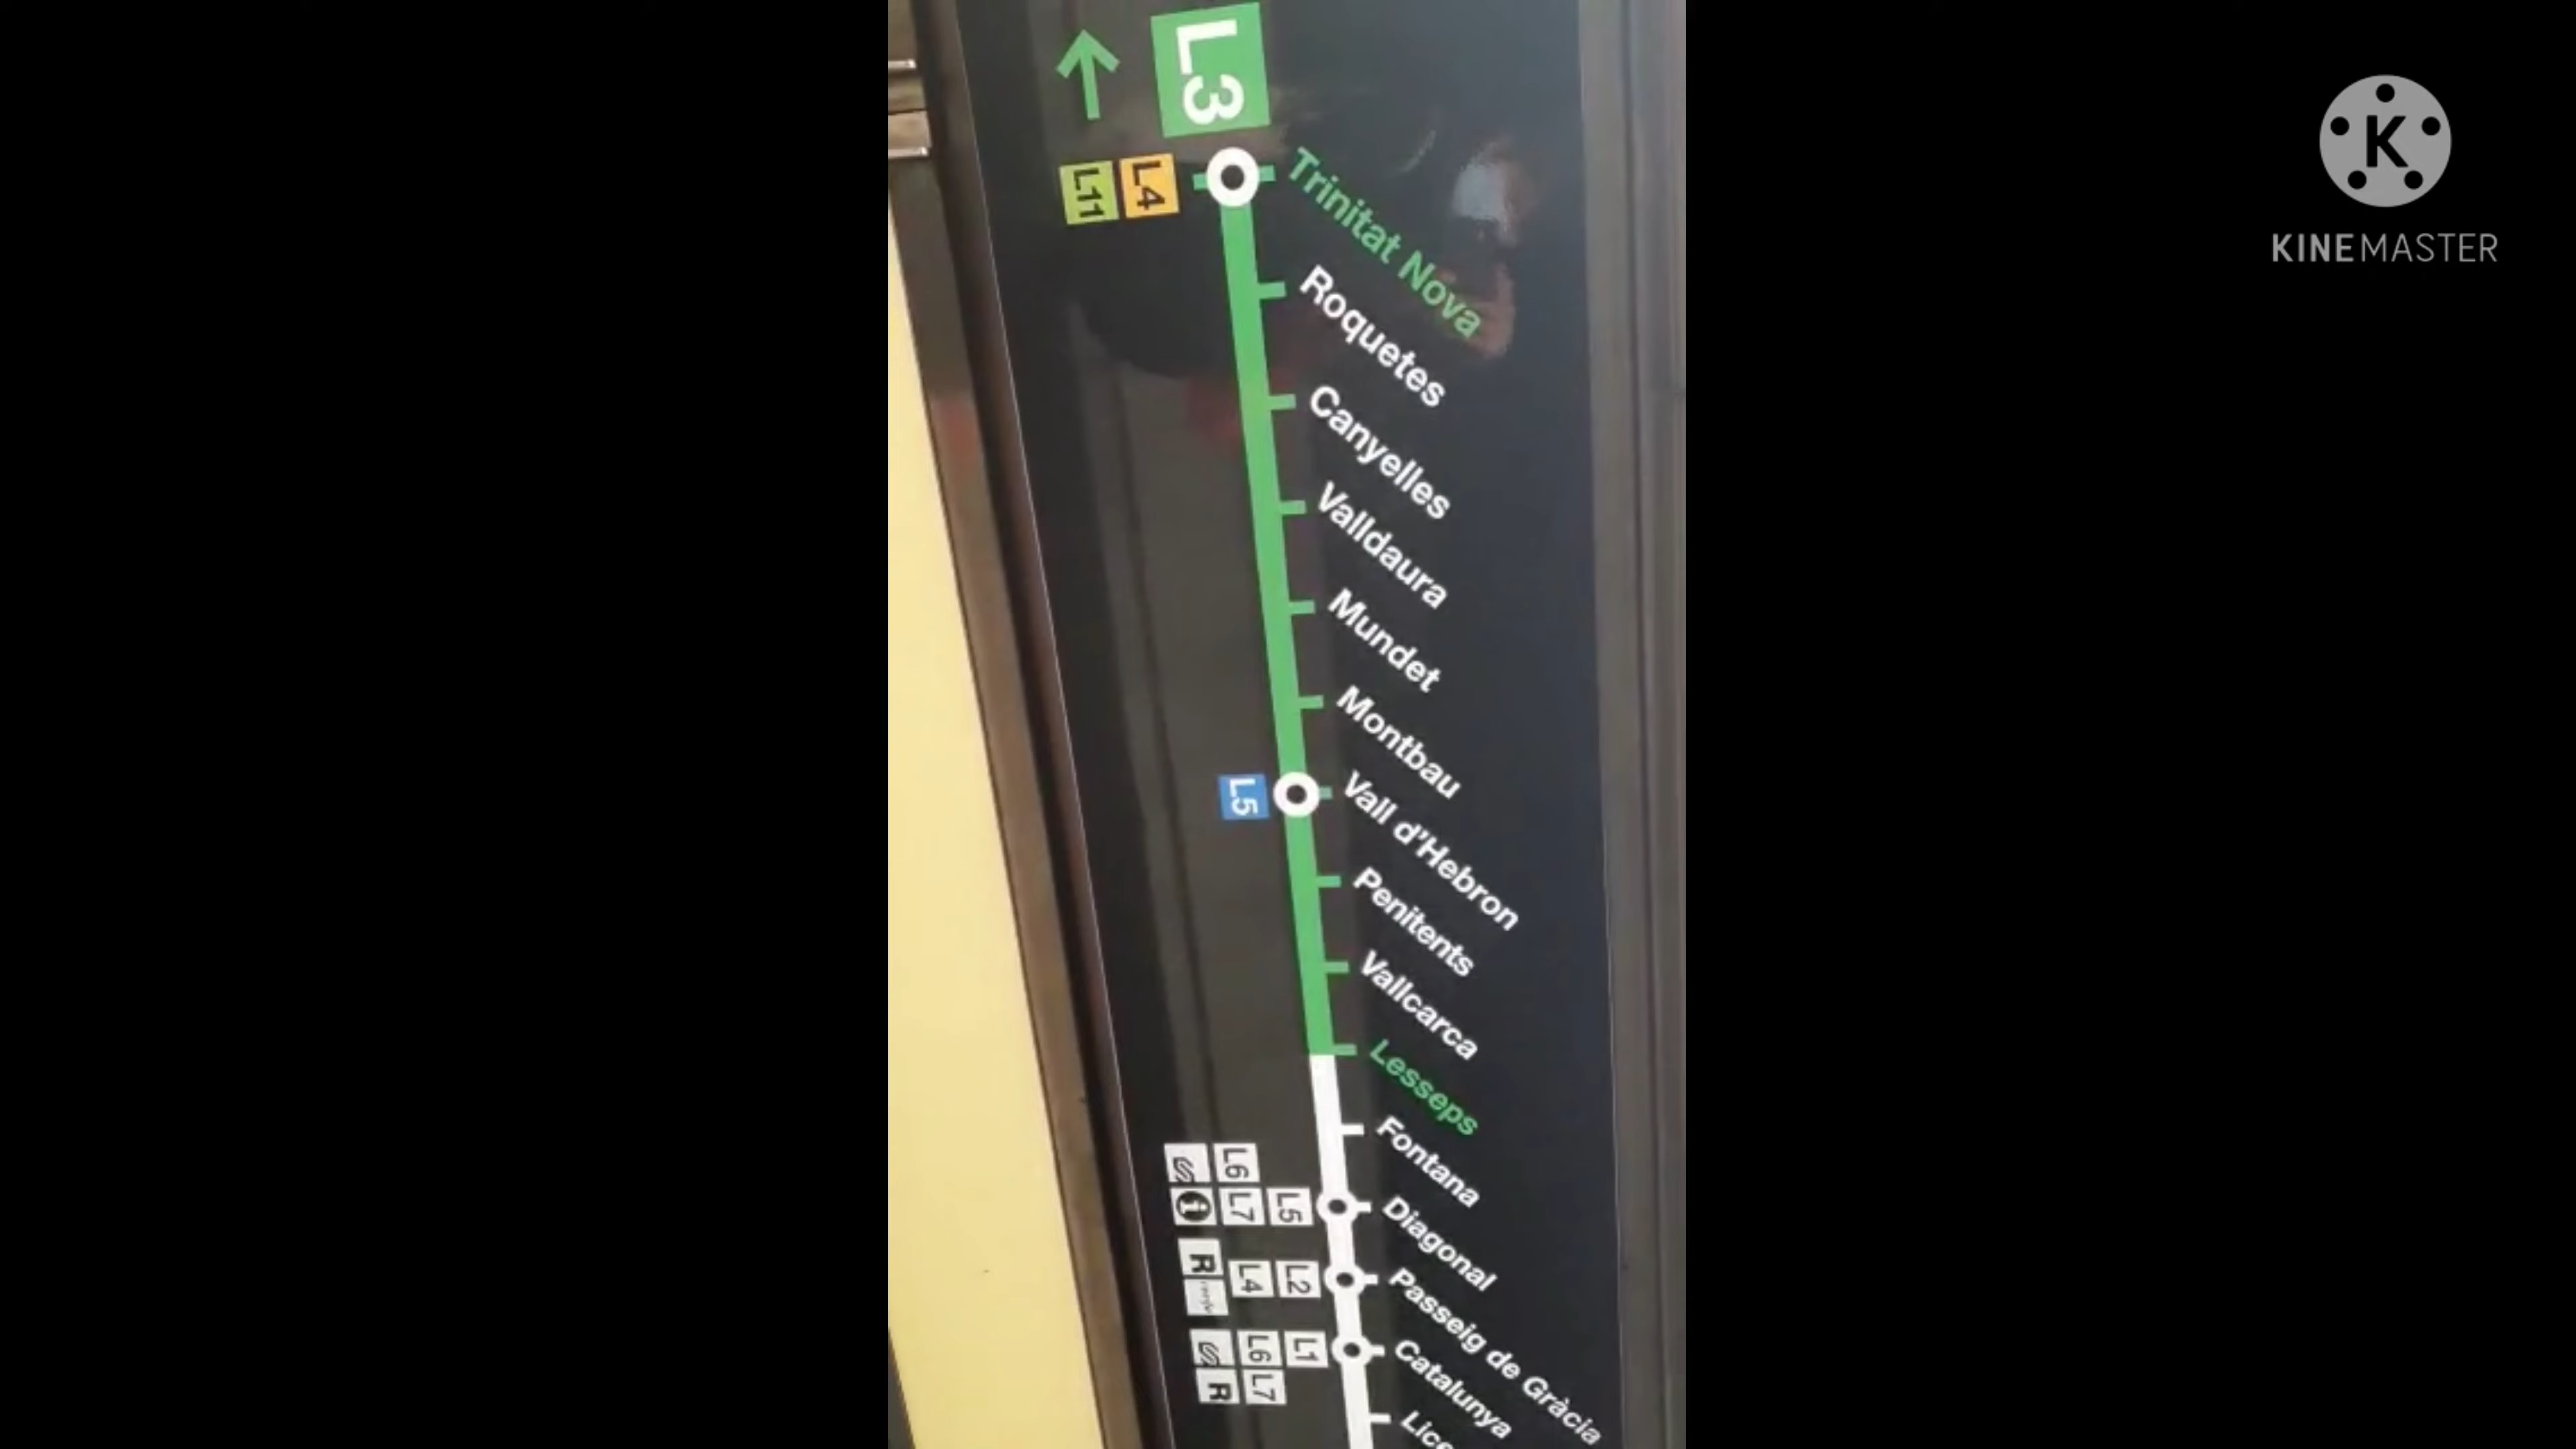 L3
L11 L4
Trinitat Nova
Roquetes
Canyelles
Valldaura
Mundet
Montbau
L5
Vall d'Hebron
Penitents
Vallcarca
Lesseps
Fontana
L6
L7 L5
Diagonal
R L4 L2
Passeig de Gràcia
L6 L1
R L7
Catalunya
KINEMASTER